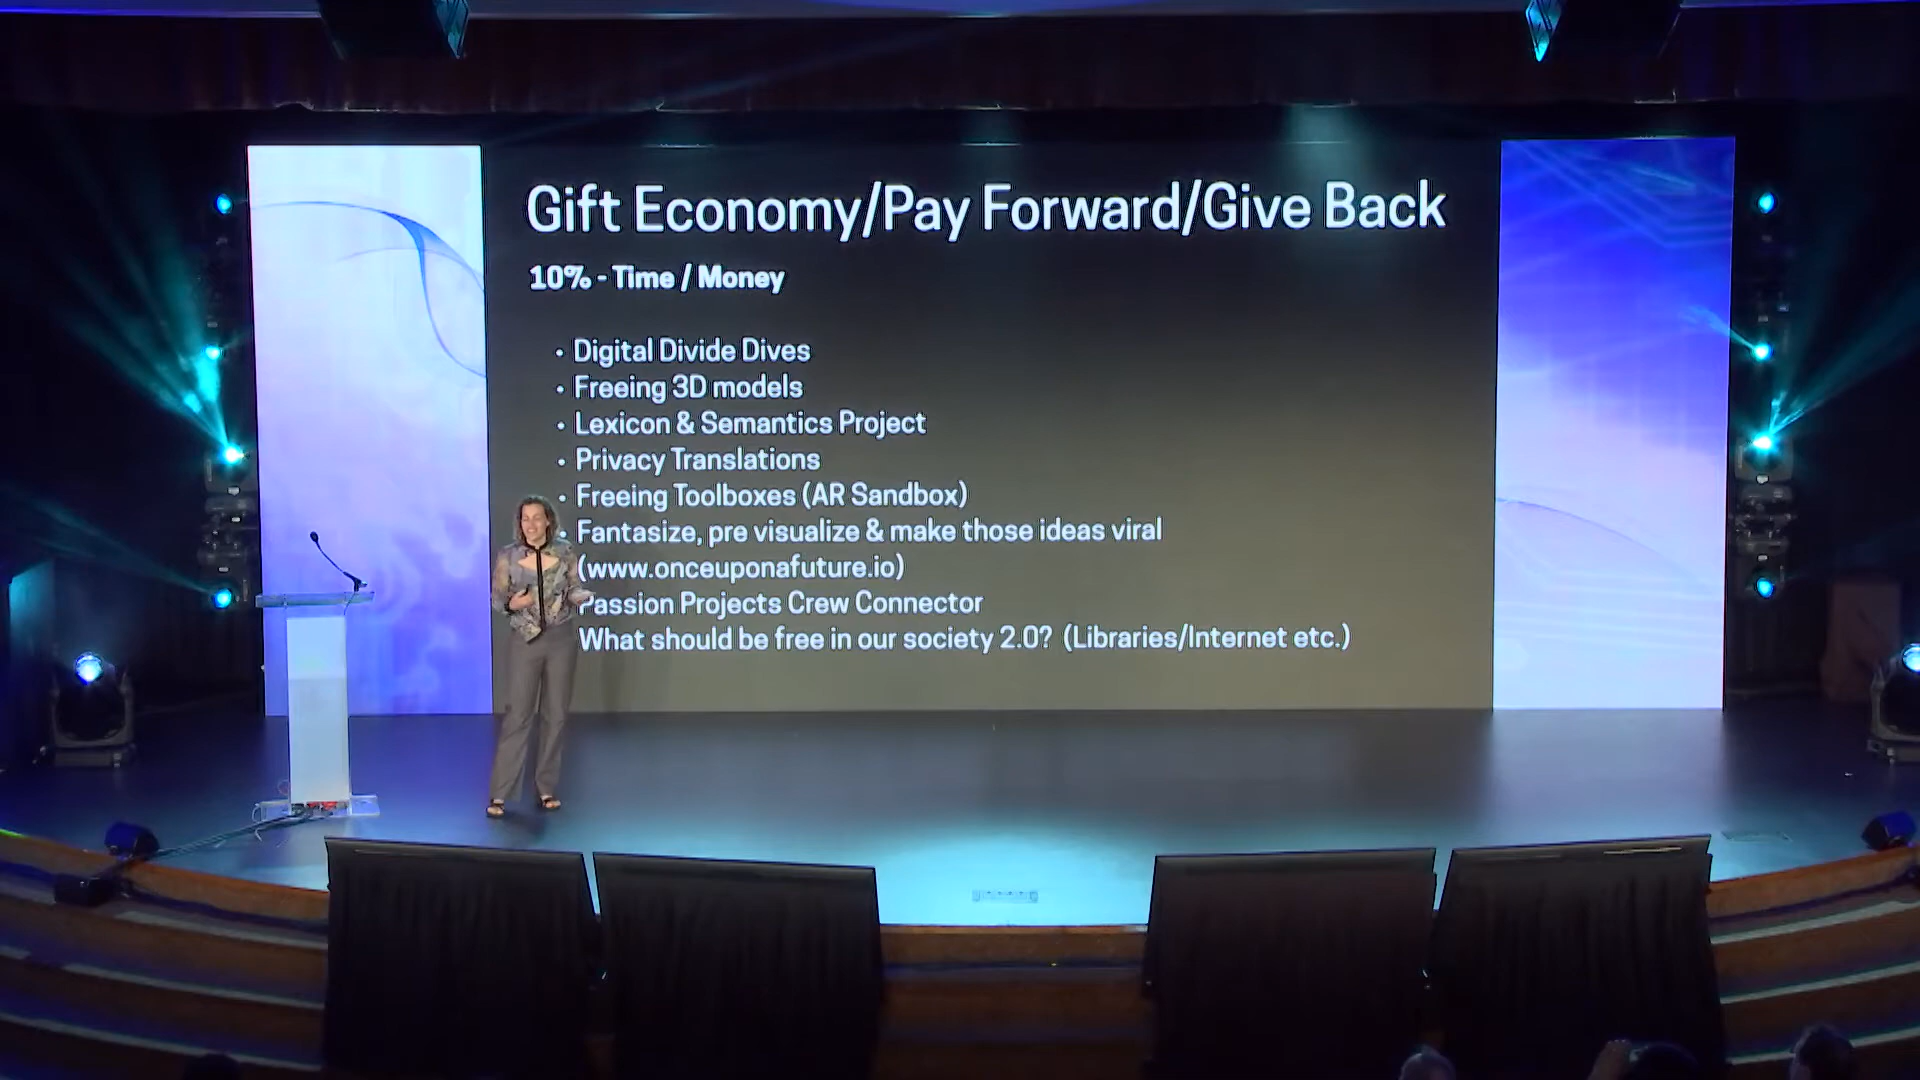 Gift Economy/Pay Forward/Give Back
10% - Time / Money
• Digital Divide Dives
• Freeing 3D models
• Lexicon & Semantics Project
• Privacy Translations
• Freeing Toolboxes (AR Sandbox)
• Fantasize, pre visualize & make those ideas viral
(www.onceuponafuture.io)
Passion Projects Crew Connector
What should be free in our society 2.0? (Libraries/Internet etc.)